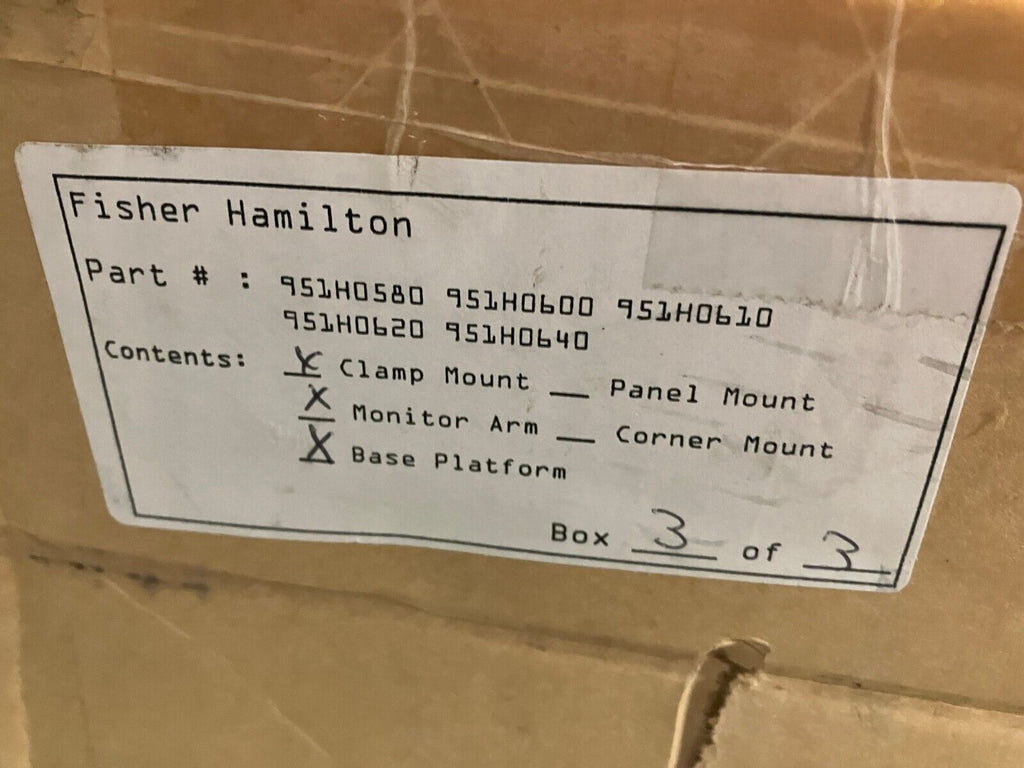 Fisher Hamilton
Part # : 951H0580 951H0600 951H0610
951H0620 951H0640
Contents: X Clamp Mount __ Panel Mount
X Monitor Arm __ Corner Mount
X Base Platform
Box 3 of 3